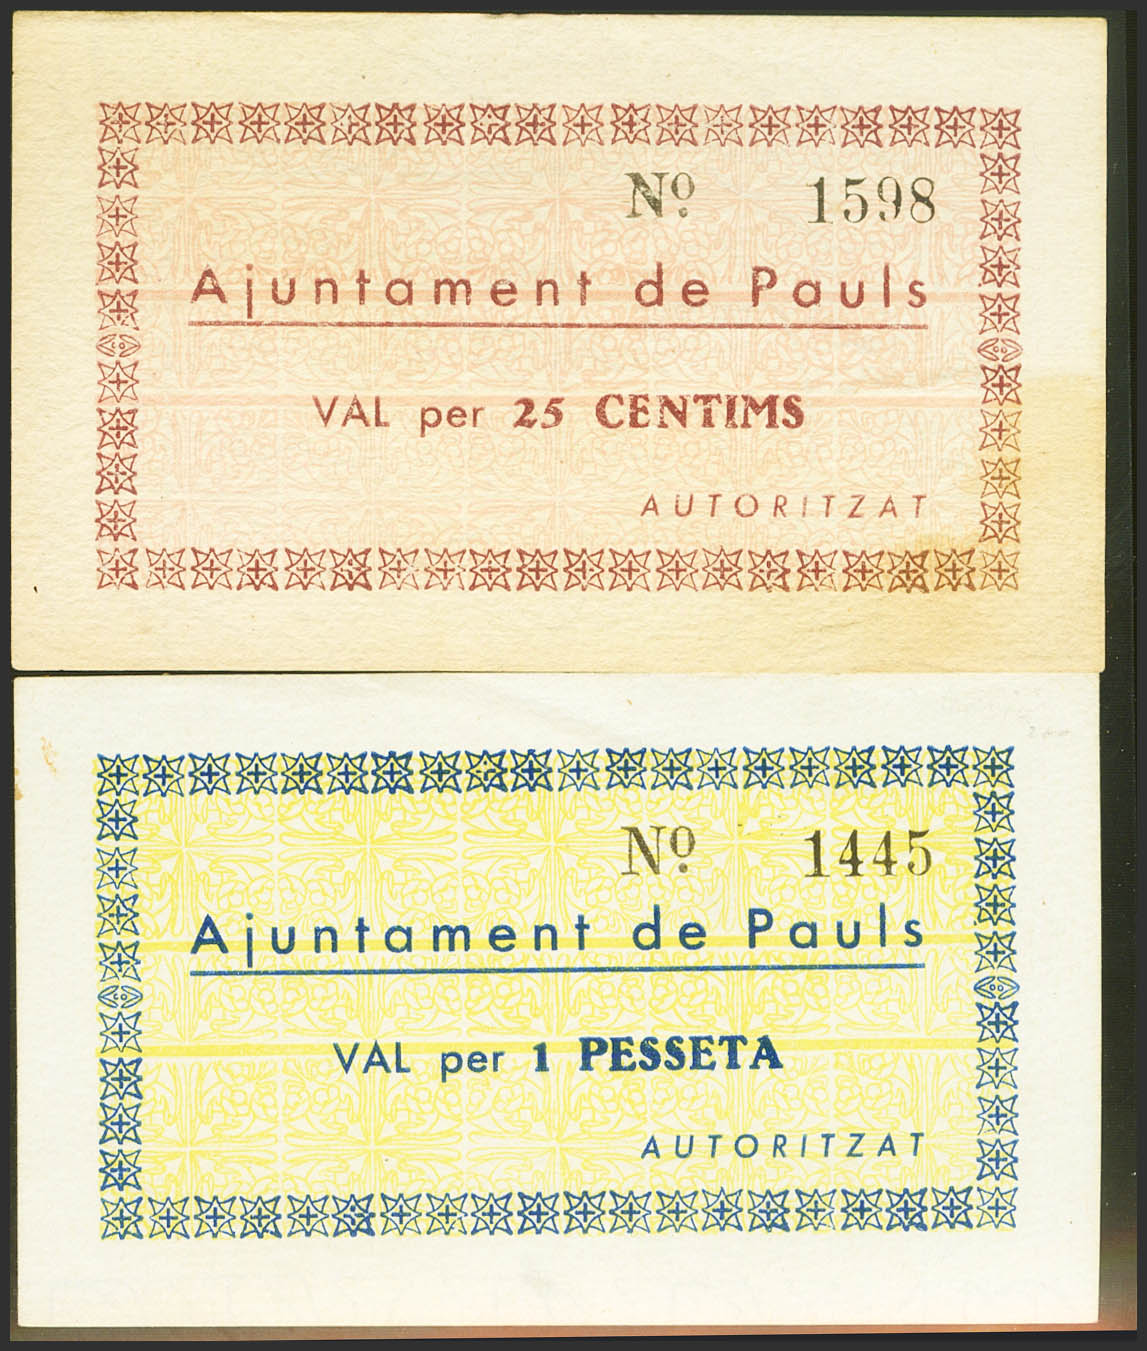 Nº 1598
Ajuntament de Pauls
VAL per 25 CENTIMS
AUTORITZAT
Nº 1445
Ajuntament de Pauls
VAL per 1 PESSETA
AUTORITZAT